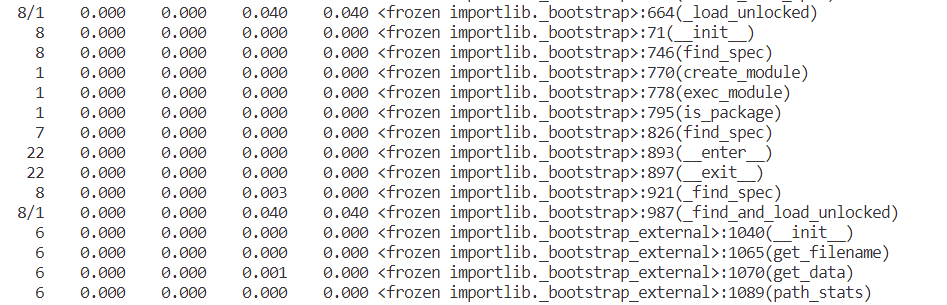 8/1 0.000 0.000 0.040 0.040 <frozen importlib._bootstrap>:664(_load_unlocked)
8 0.000 0.000 0.000 0.000 <frozen importlib._bootstrap>:71(__init__)
8 0.000 0.000 0.000 0.000 <frozen importlib._bootstrap>:746(find_spec)
1 0.000 0.000 0.000 0.000 <frozen importlib._bootstrap>:770(create_module)
1 0.000 0.000 0.000 0.000 <frozen importlib._bootstrap>:778(exec_module)
1 0.000 0.000 0.000 0.000 <frozen importlib._bootstrap>:795(is_package)
7 0.000 0.000 0.000 0.000 <frozen importlib._bootstrap>:826(find_spec)
22 0.000 0.000 0.000 0.000 <frozen importlib._bootstrap>:893(__enter__)
22 0.000 0.000 0.000 0.000 <frozen importlib._bootstrap>:897(__exit__)
8 0.000 0.000 0.003 0.000 <frozen importlib._bootstrap>:921(_find_spec)
8/1 0.000 0.000 0.040 0.040 <frozen importlib._bootstrap>:987(_find_and_load_unlocked)
6 0.000 0.000 0.000 0.000 <frozen importlib._bootstrap_external>:1040(__init__)
6 0.000 0.000 0.000 0.000 <frozen importlib._bootstrap_external>:1065(get_filename)
6 0.000 0.000 0.001 0.000 <frozen importlib._bootstrap_external>:1070(get_data)
6 0.000 0.000 0.000 0.000 <frozen importlib._bootstrap_external>:1089(path_stats)